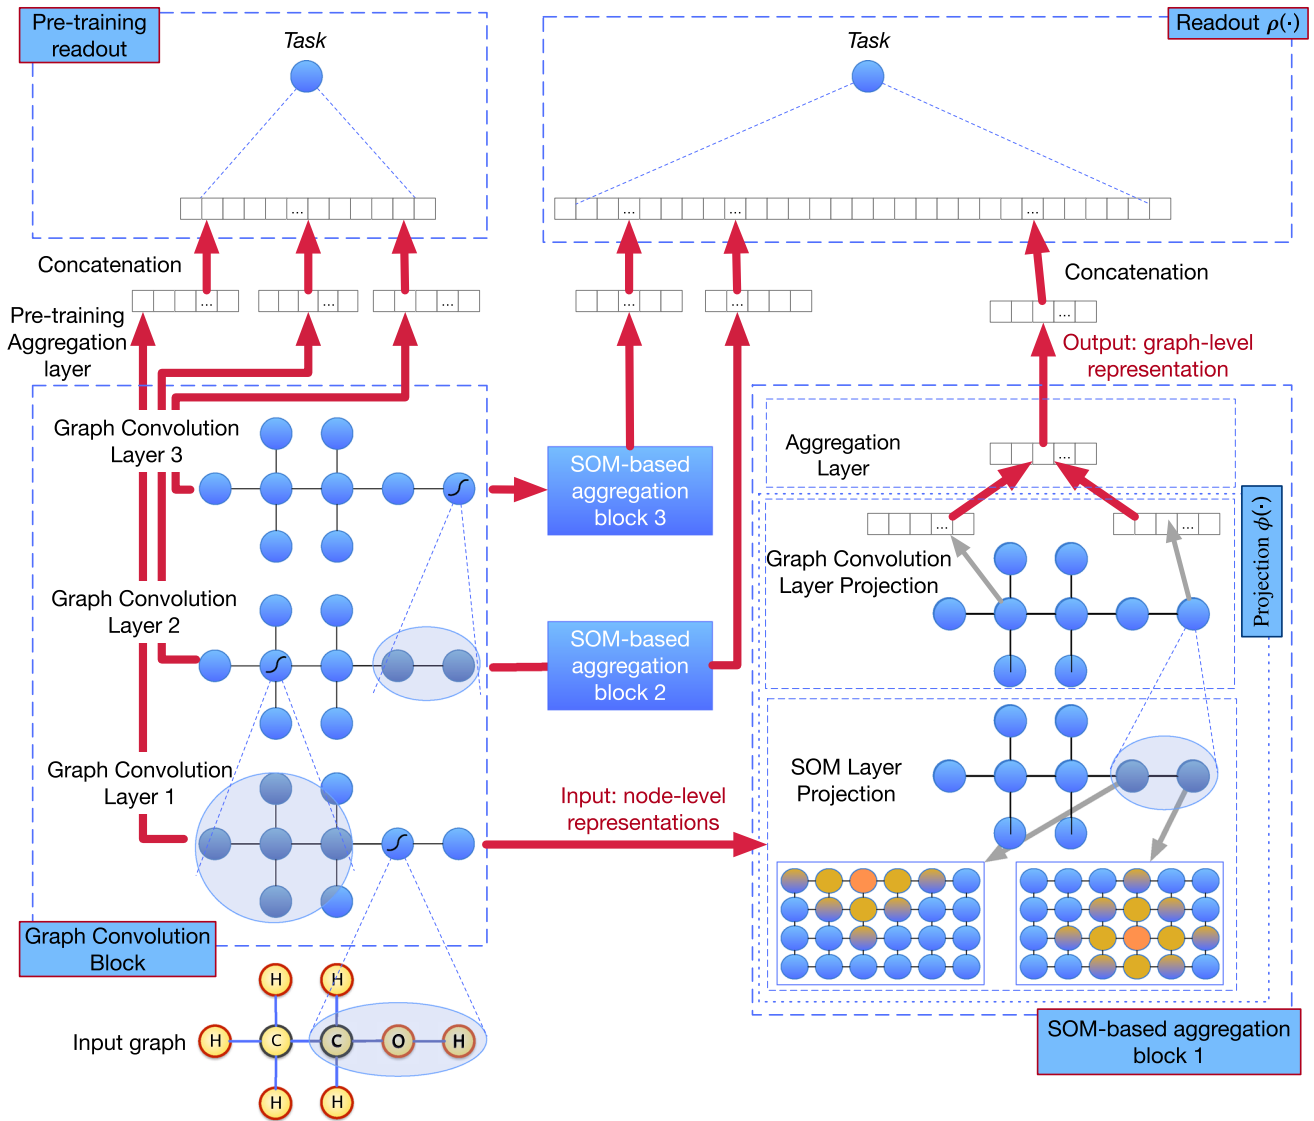 Pre-training
readout
Task
Readout ρ(·)
Task
...
...
...
...
Concatenation
Concatenation
...
...
...
...
...
...
Pre-training
Aggregation
layer
Output: graph-level
representation
Graph Convolution
Layer 3
SOM-based
aggregation
block 3
Aggregation
Layer
...
...
...
Projection ϕ(·)
Graph Convolution
Layer Projection
Graph Convolution
Layer 2
SOM-based
aggregation
block 2
Graph Convolution
Layer 1
Input: node-level
representations
SOM Layer
Projection
Graph Convolution
Block
H H
Input graph H C C O H
H H
SOM-based aggregation
block 1